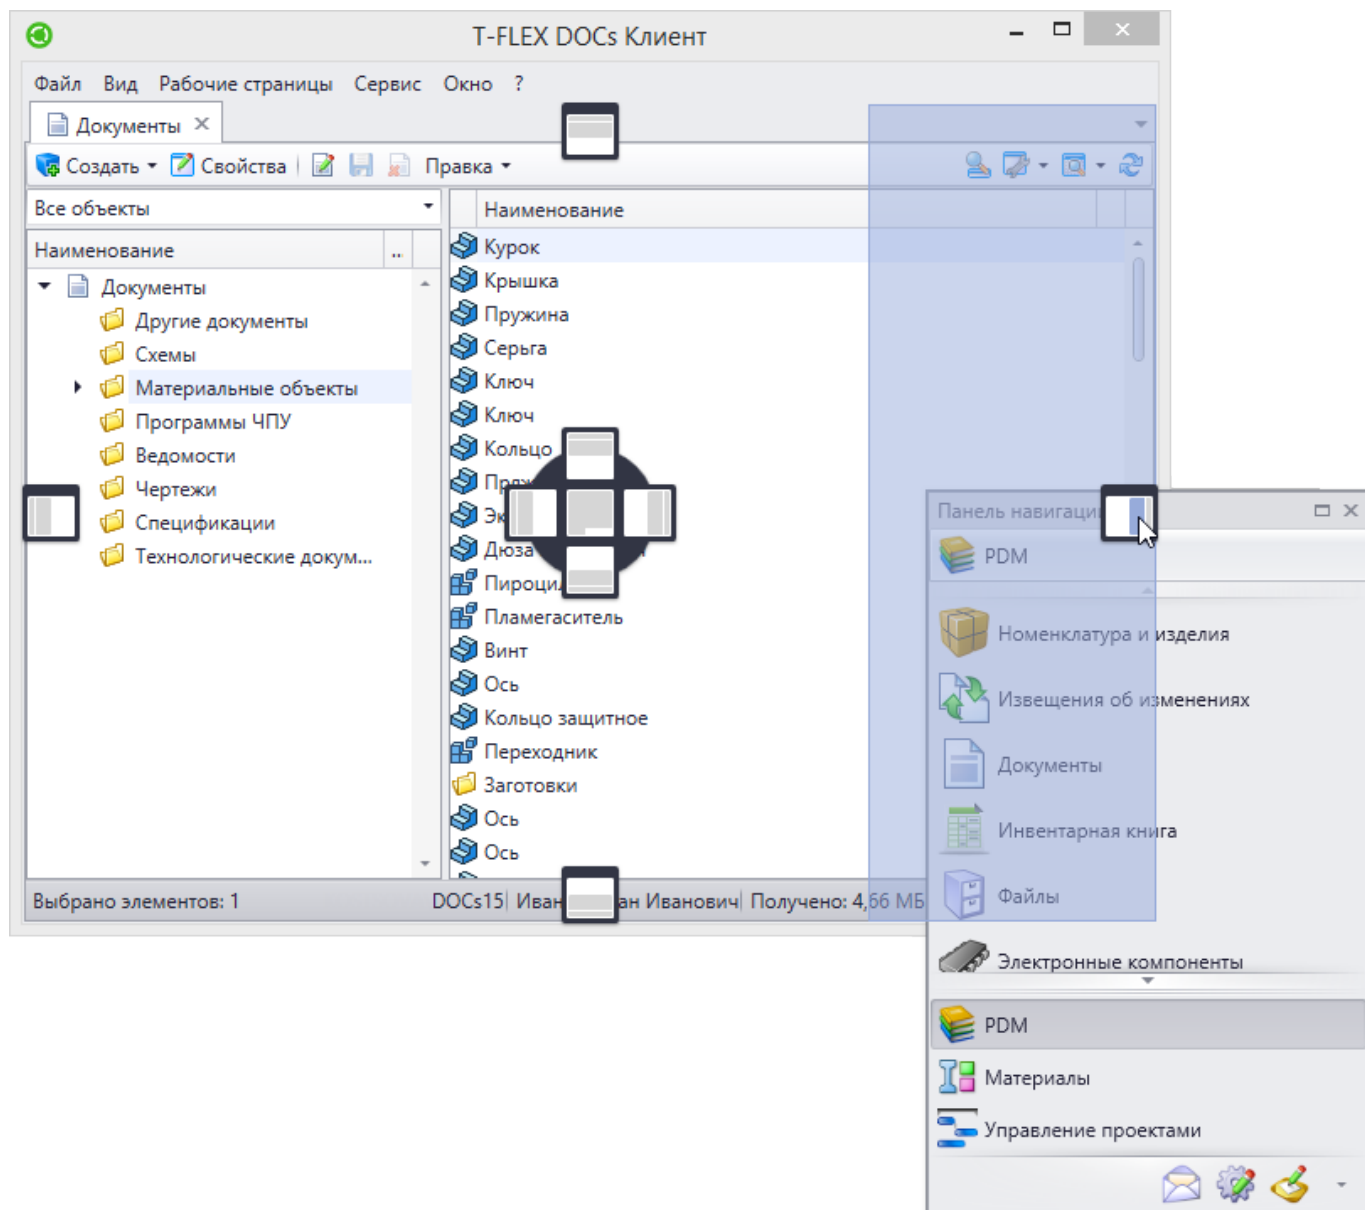 T-FLEX DOCs Клиент
Файл Вид Рабочие страницы Сервис Окно ?
Документы
Создать Свойства Правка
Все объекты
Наименование ...
Документы
Другие документы
Схемы
Материальные объекты
Программы ЧПУ
Ведомости
Чертежи
Спецификации
Технологические докум...
Наименование
Курок
Крышка
Пружина
Серьга
Ключ
Ключ
Кольцо
Дюза
Пламегаситель
Винт
Ось
Кольцо защитное
Переходник
Заготовки
Ось
Ось
Выбрано элементов: 1 DOCs15 Иван ан Иванович Получено: 4,66 МБ
Панель навигации
PDM
Номенклатура и изделия
Извещения об изменениях
Документы
Инвентарная книга
Файлы
Электронные компоненты
PDM
Материалы
Управление проектами